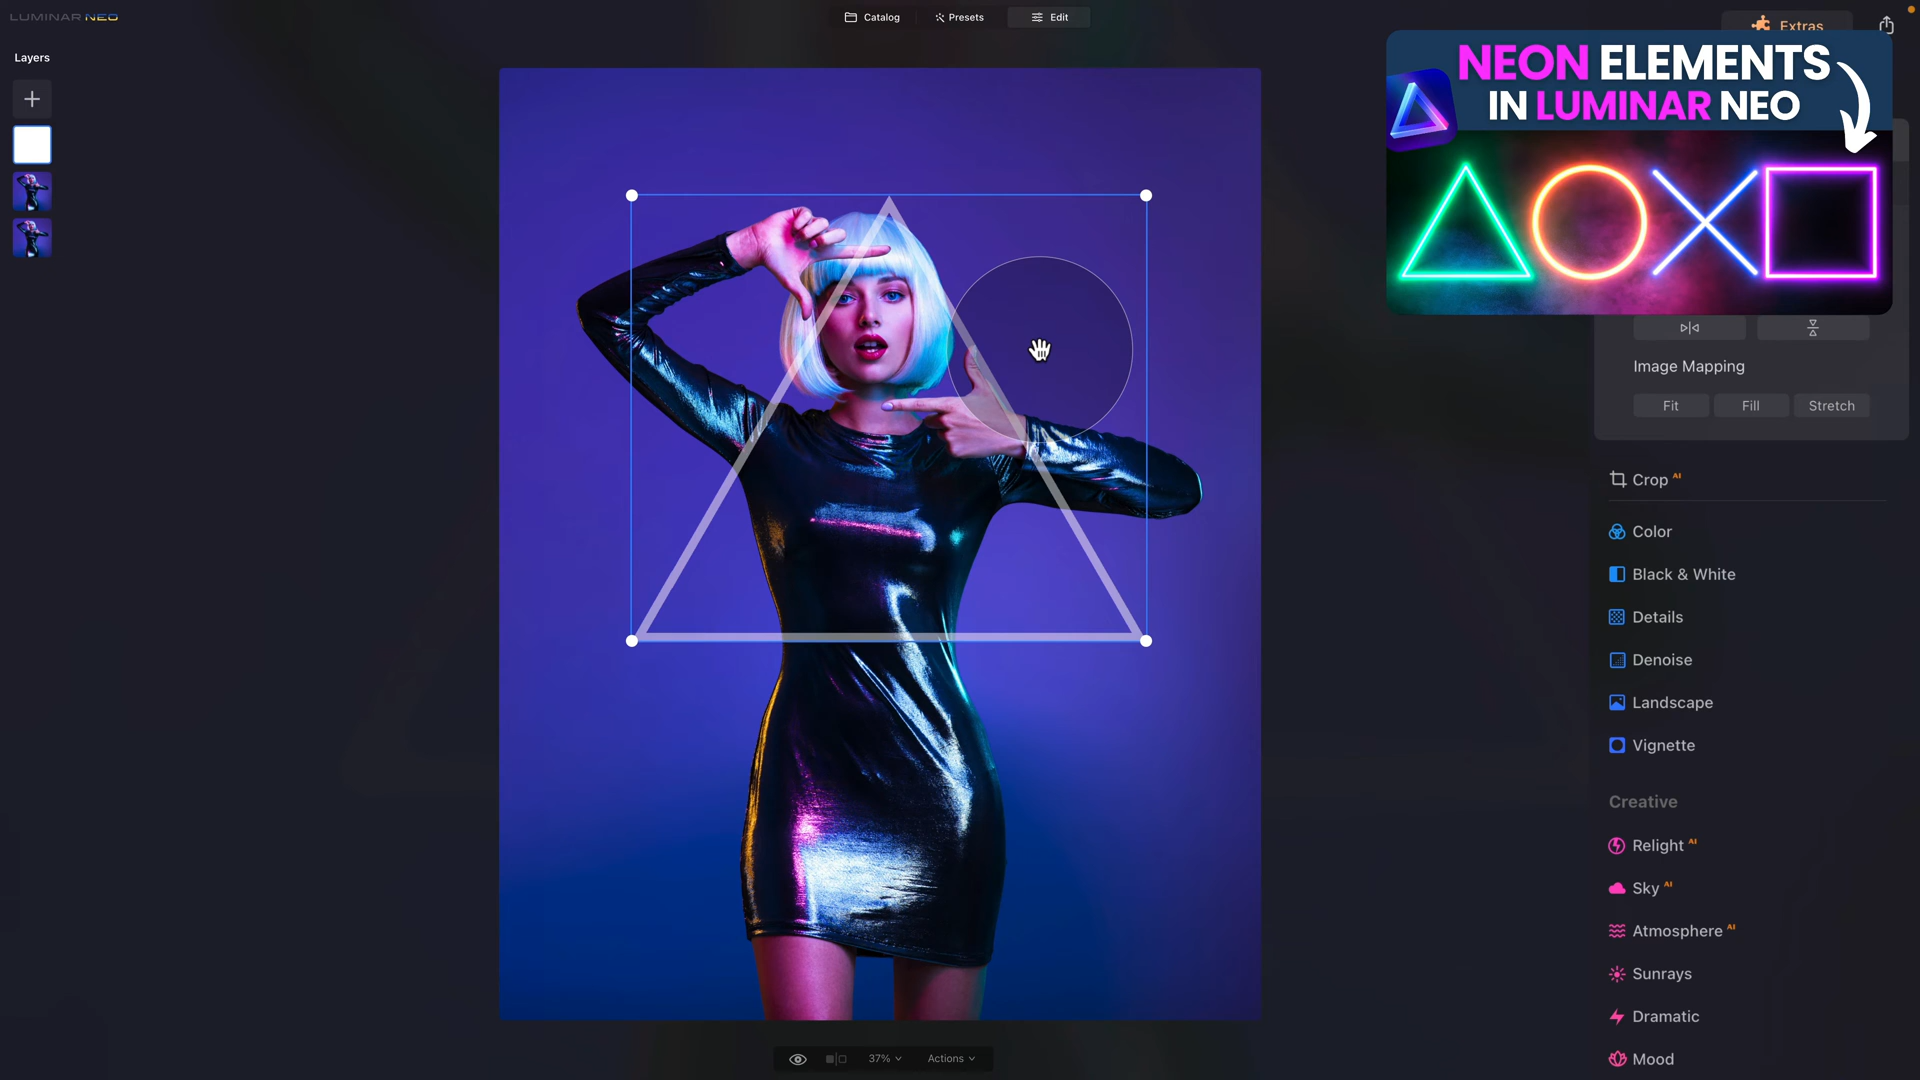 LUMINAR NEO
Catalog
Presets
Edit
Extras
Layers
NEON ELEMENTS
IN LUMINAR NEO
Image Mapping
Fit
Fill
Stretch
Crop AI
Color
Black & White
Details
Denoise
Landscape
Vignette
Creative
Relight AI
Sky AI
Atmosphere AI
Sunrays
Dramatic
Mood
37%
Actions